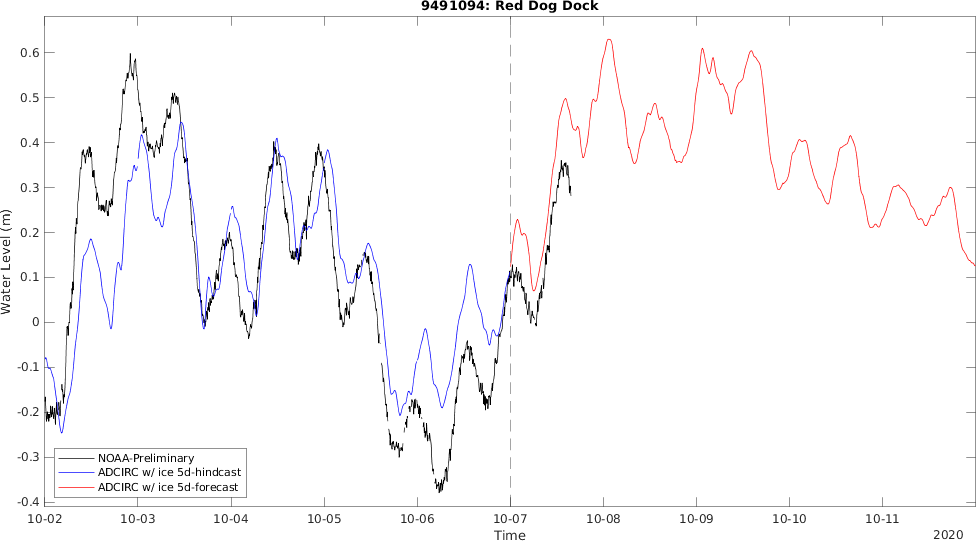 9491094: Red Dog Dock
Water Level (m)
0.6
0.5
0.4
0.3
0.2
0.1
0
-0.1
-0.2
-0.3
-0.4
NOAA-Preliminary
ADCIRC w/ ice 5d-hindcast
ADCIRC w/ ice 5d-forecast
10-02 10-03 10-04 10-05 10-06 10-07 10-08 10-09 10-10 10-11
Time
2020